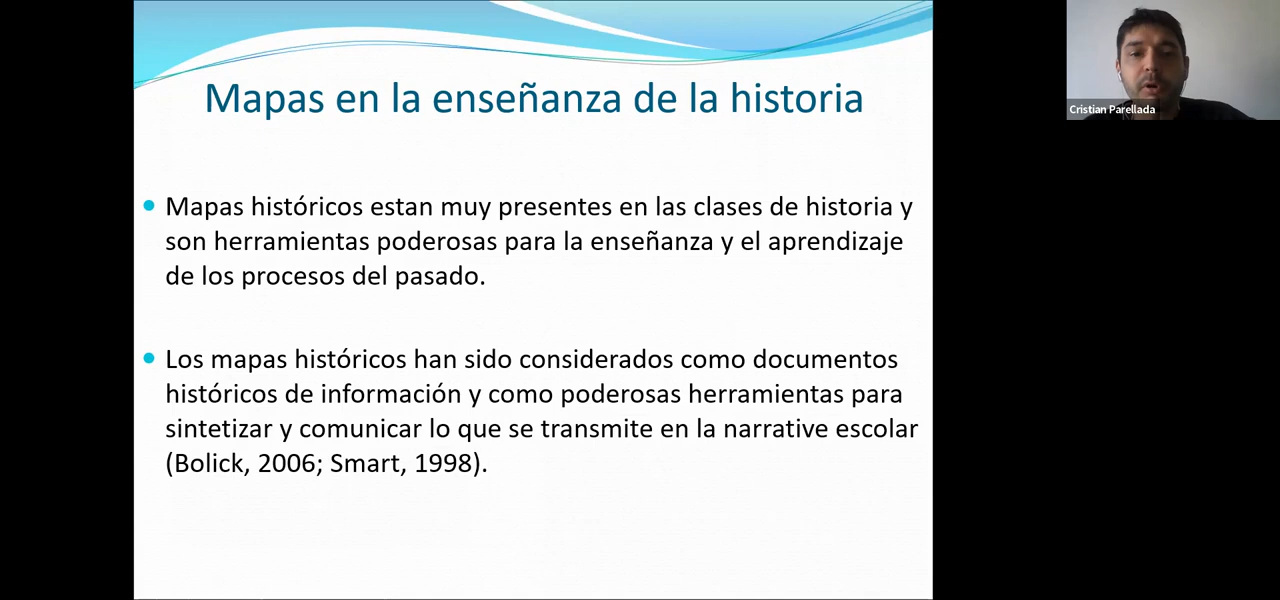 Mapas en la enseñanza de la historia
Mapas históricos estan muy presentes en las clases de historia y
son herramientas poderosas para la enseñanza y el aprendizaje
de los procesos del pasado.
Los mapas históricos han sido considerados como documentos
históricos de información y como poderosas herramientas para
sintetizar y comunicar lo que se transmite en la narrative escolar
(Bolick, 2006; Smart, 1998).
Cristian Parellada